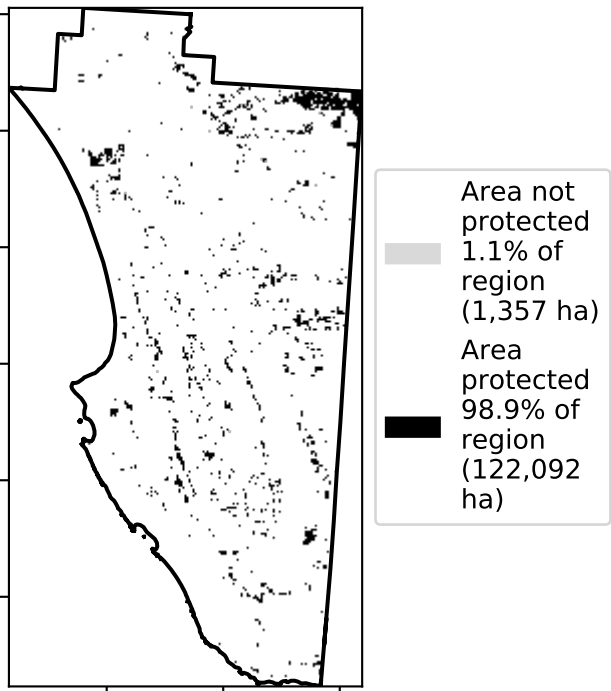 Area not
protected
1.1% of
region
(1,357 ha)
Area
protected
98.9% of
region
(122,092
ha)